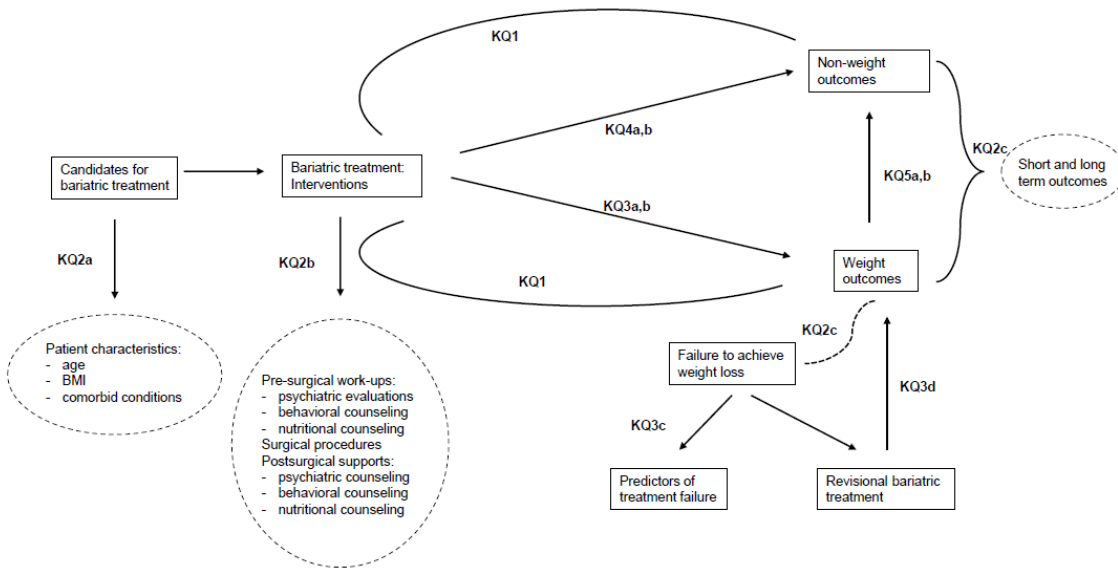 KQ1
Non-weight
outcomes
KQ4a,b
KQ2c
Short and long
term outcomes
Candidates for
bariatric treatment
Bariatric treatment:
Interventions
KQ5a,b
KQ3a,b
KQ2a
KQ2b
Weight
outcomes
KQ1
KQ2c
Patient characteristics:
- age
- BMI
- comorbid conditions
Failure to achieve
weight loss
KQ3d
Pre-surgical work-ups:
- psychiatric evaluations
- behavioral counseling
- nutritional counseling
Surgical procedures
Postsurgical supports:
- psychiatric counseling
- behavioral counseling
- nutritional counseling
KQ3c
Predictors of
treatment failure
Revisional bariatric
treatment